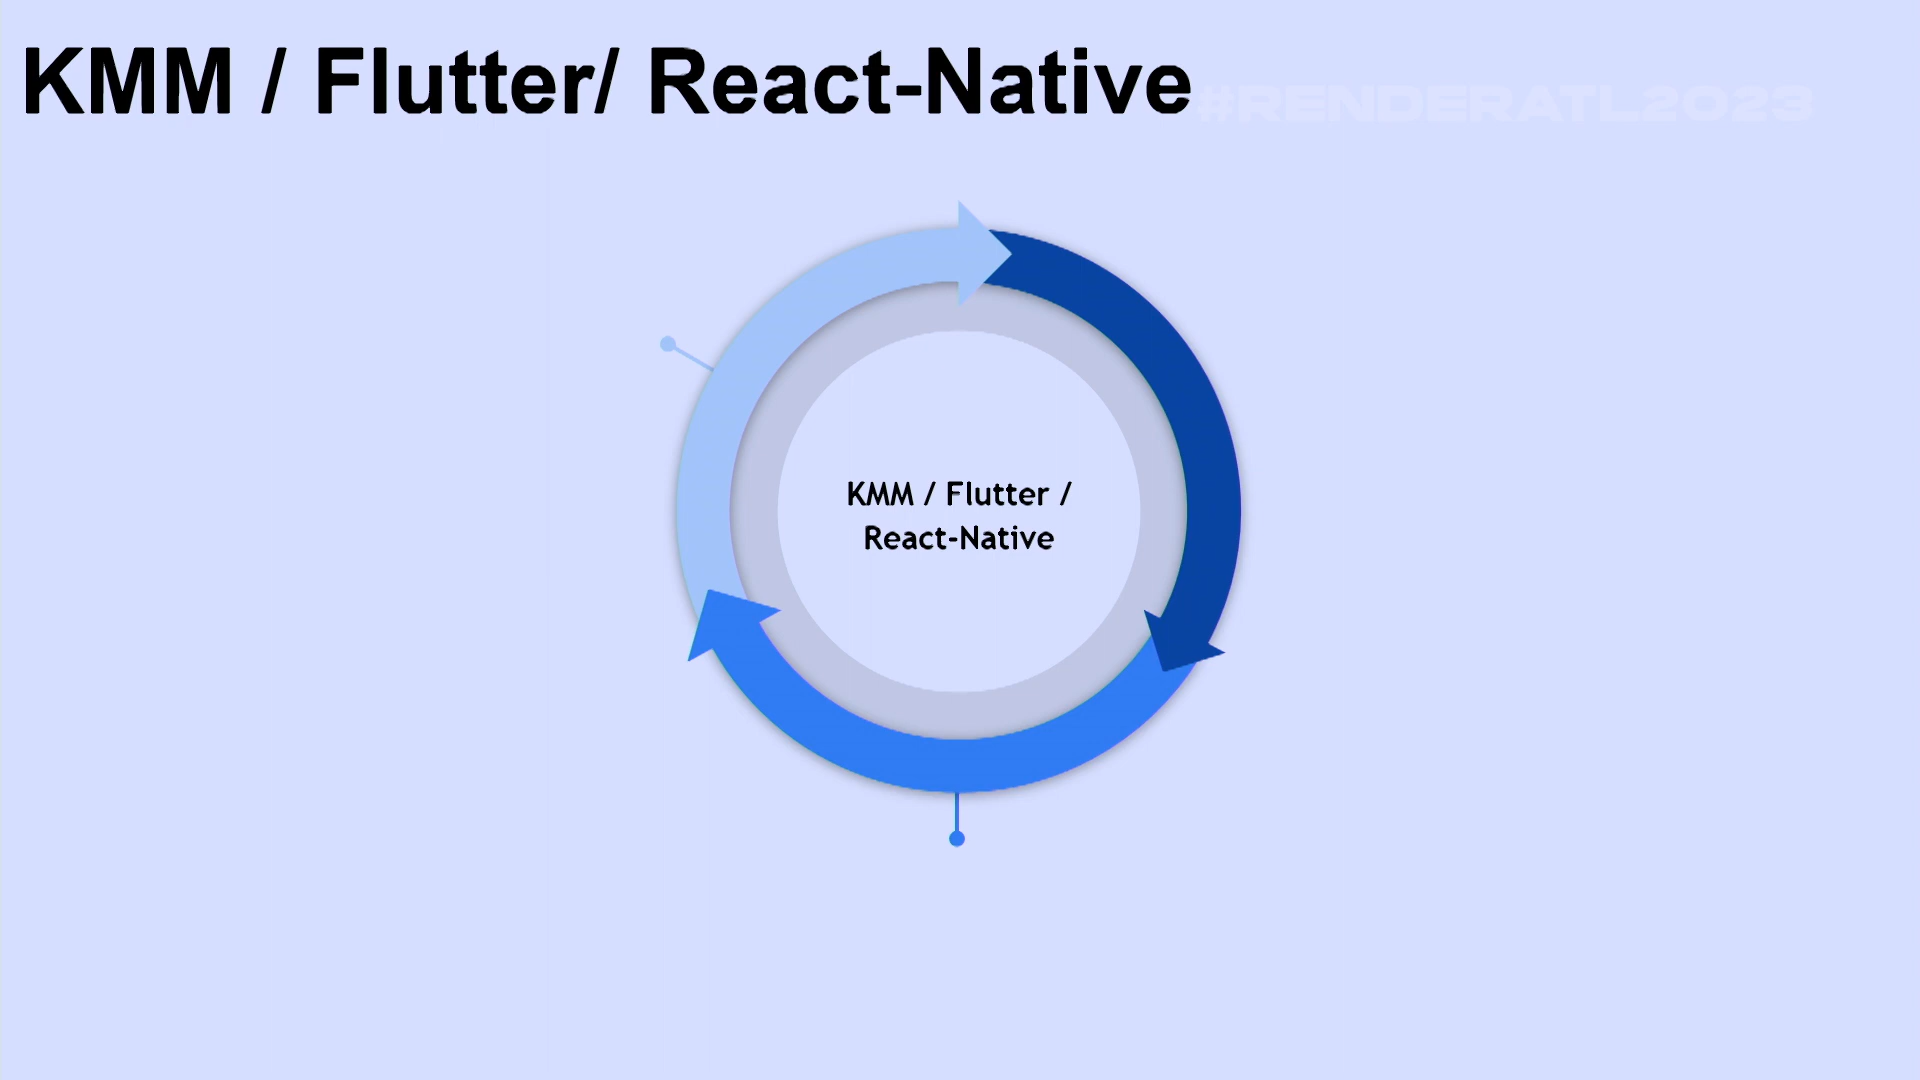 KMM / Flutter/ React-Native
#RENDERATL2023
KMM / Flutter /
React-Native